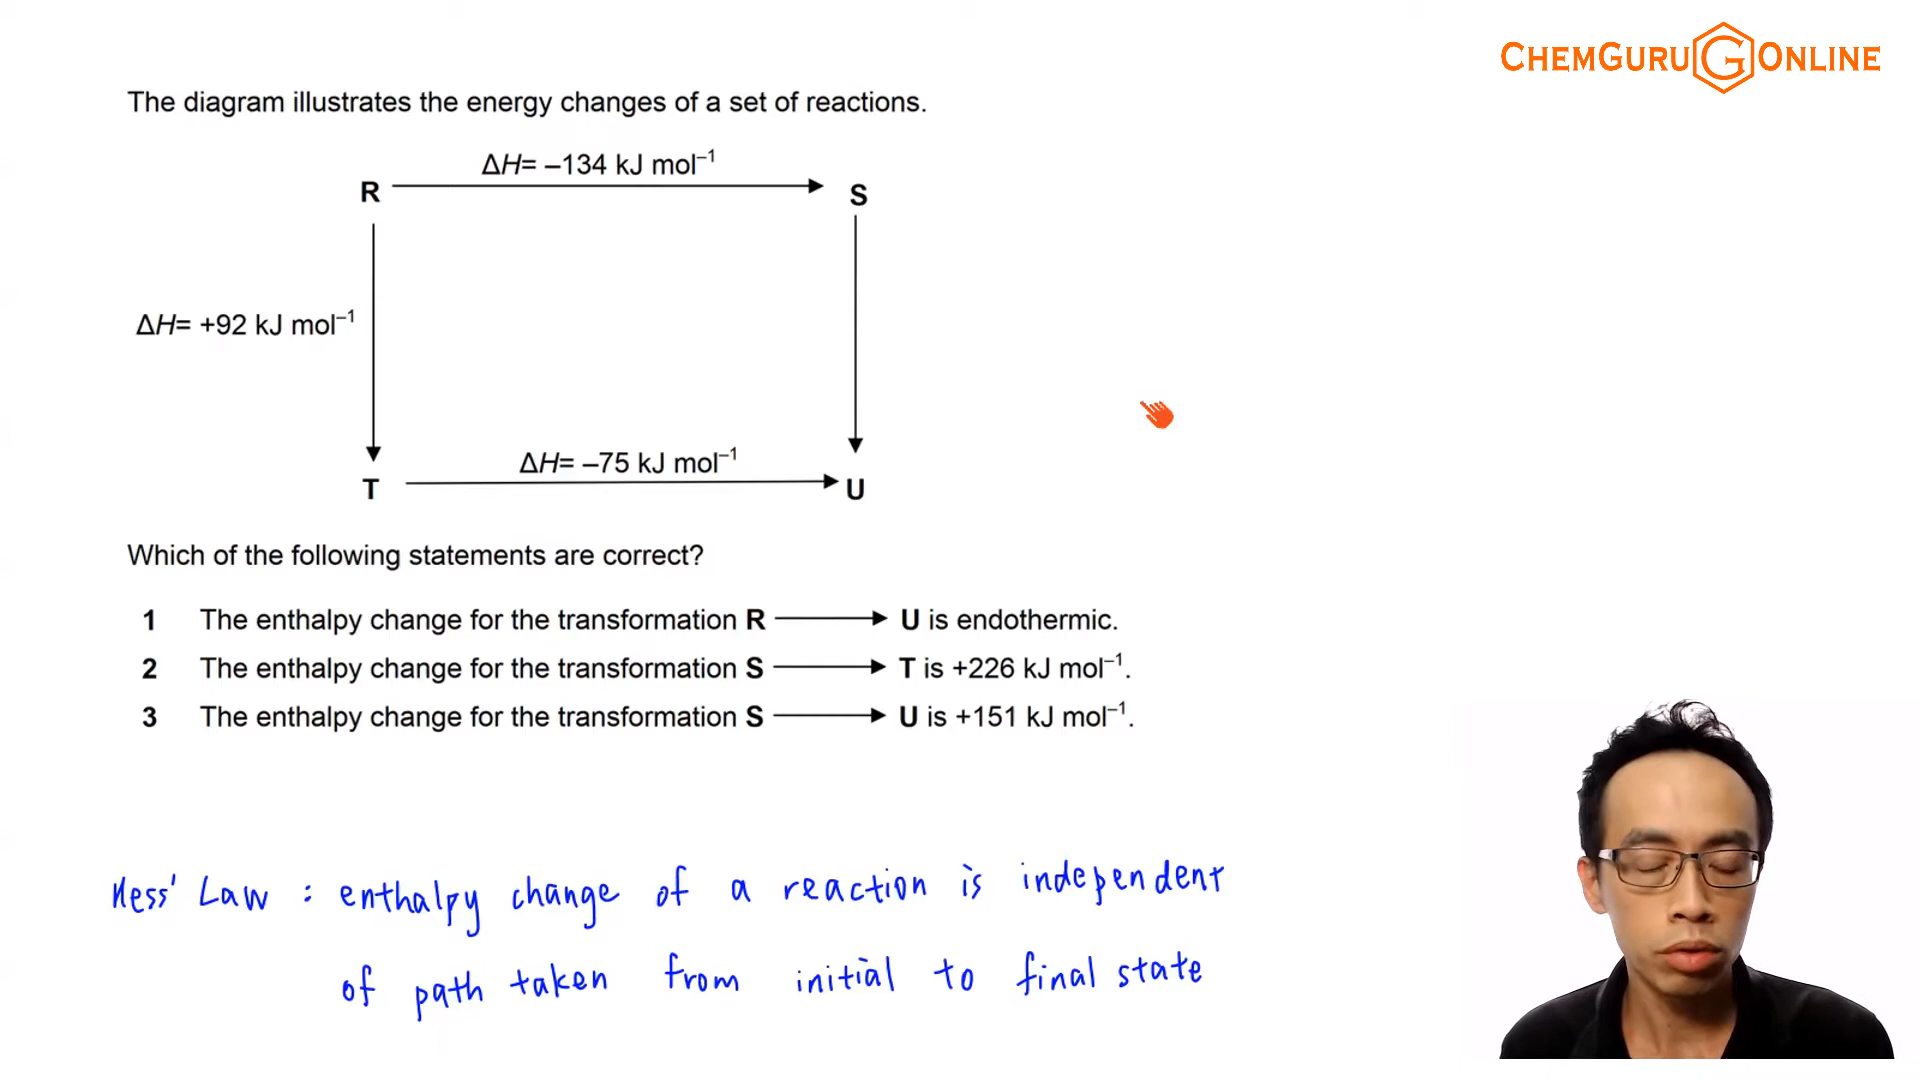 CHEMGURU G ONLINE
The diagram illustrates the energy changes of a set of reactions.
ΔH= –134 kJ mol⁻¹
R
S
ΔH= +92 kJ mol⁻¹
ΔH= –75 kJ mol⁻¹
T
U
Which of the following statements are correct?
1 The enthalpy change for the transformation R ⟶ U is endothermic.
2 The enthalpy change for the transformation S ⟶ T is +226 kJ mol⁻¹.
3 The enthalpy change for the transformation S ⟶ U is +151 kJ mol⁻¹.
Hess' Law : enthalpy change of a reaction is independent
of path taken from initial to final state